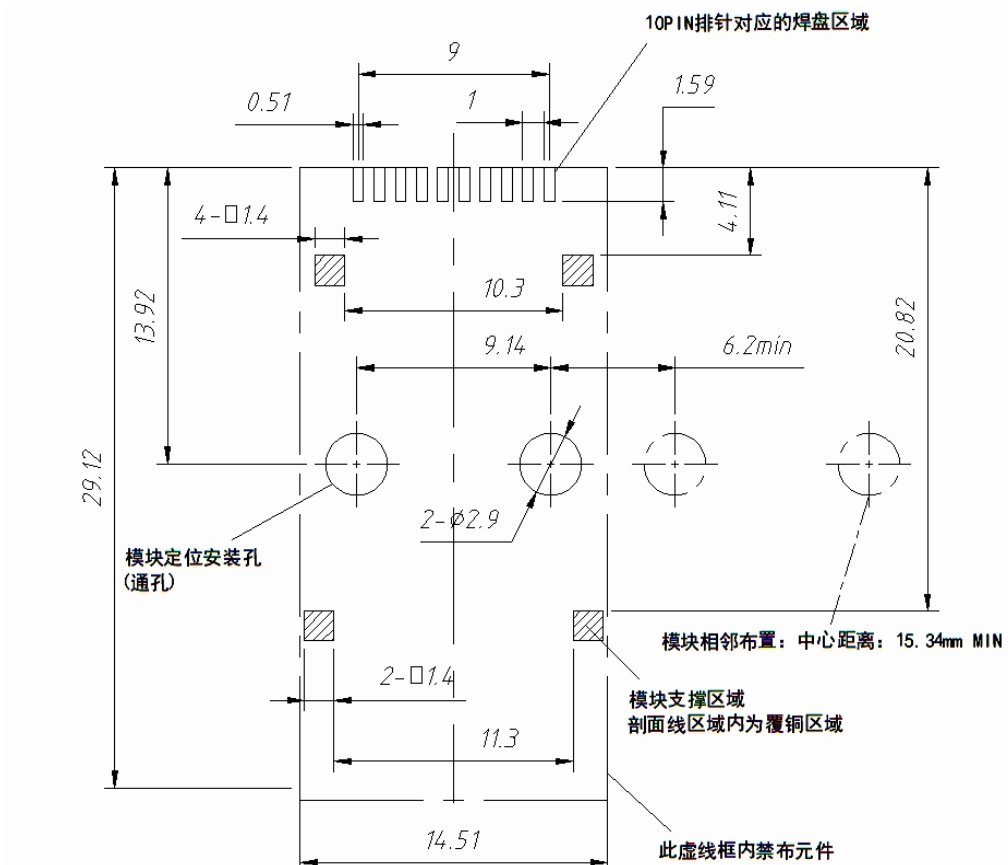 10PIN排针对应的焊盘区域
9
1.59
0.51
1
4-□1.4
4.11
10.3
13.92
9.14
6.2min
20.82
29.12
2-⌀2.9
模块定位安装孔
(通孔)
模块相邻布置：中心距离：15.34mm MIN
2-□1.4
模块支撑区域
剖面线区域内为覆铜区域
11.3
14.51
此虚线框内禁布元件